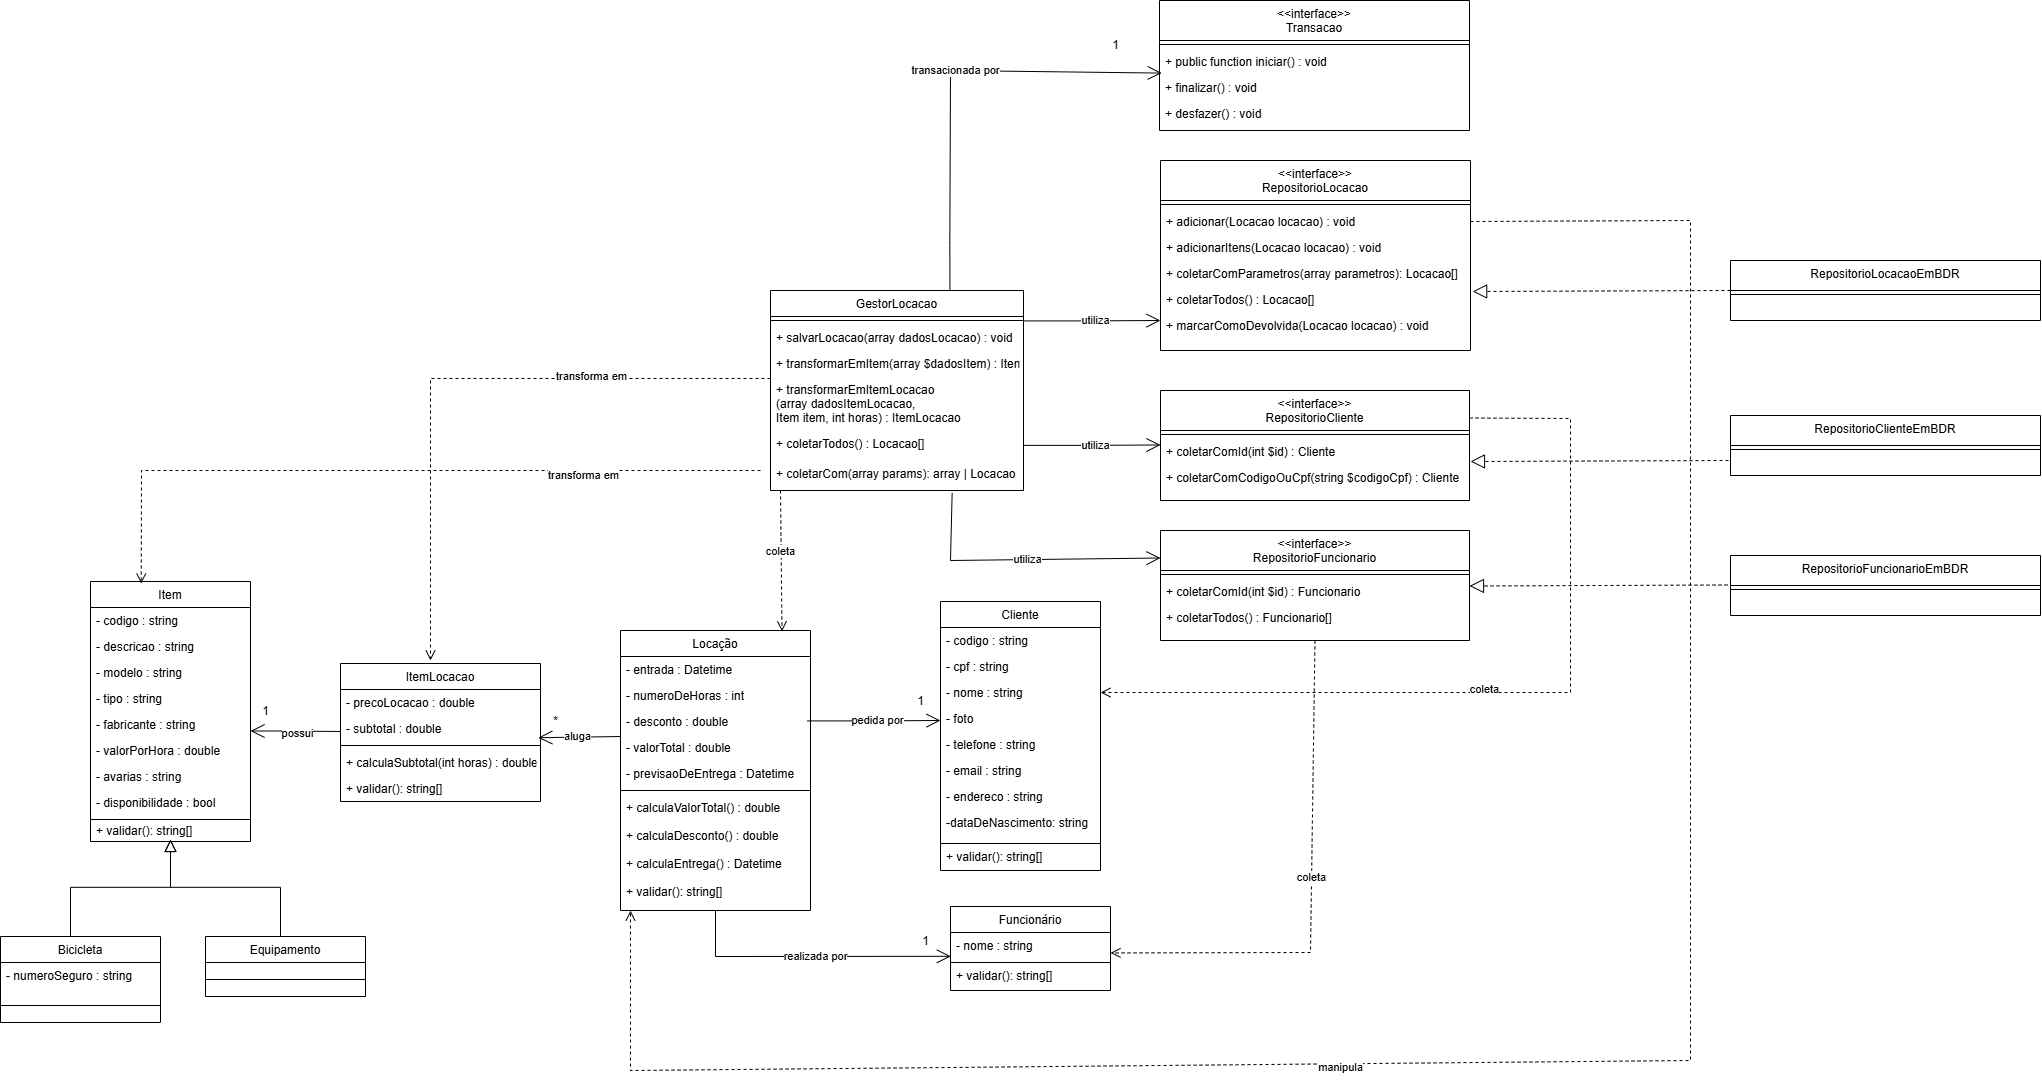 <<interface>>
Transacao
+ public function iniciar() : void
+ finalizar() : void
+ desfazer() : void
1
transacionada por
<<interface>>
RepositorioLocacao
+ adicionar(Locacao locacao) : void
+ adicionarItens(Locacao locacao) : void
+ coletarComParametros(array parametros): Locacao[]
+ coletarTodos() : Locacao[]
+ marcarComoDevolvida(Locacao locacao) : void
RepositorioLocacaoEmBDR
GestorLocacao
+ salvarLocacao(array dadosLocacao) : void
+ transformarEmItem(array $dadosItem) : Iten
+ transformarEmItemLocacao
(array dadosItemLocacao,
Item item, int horas) : ItemLocacao
+ coletarTodos() : Locacao[]
+ coletarCom(array params): array | Locacao
utiliza
utiliza
utiliza
transforma em
transforma em
coleta
<<interface>>
RepositorioCliente
+ coletarComId(int $id) : Cliente
+ coletarComCodigoOuCpf(string $codigoCpf) : Cliente
RepositorioClienteEmBDR
<<interface>>
RepositorioFuncionario
+ coletarComId(int $id) : Funcionario
+ coletarTodos() : Funcionario[]
RepositorioFuncionarioEmBDR
Item
- codigo : string
- descricao : string
- modelo : string
- tipo : string
- fabricante : string
- valorPorHora : double
- avarias : string
- disponibilidade : bool
+ validar(): string[]
1
possui
ItemLocacao
- precoLocacao : double
- subtotal : double
+ calculaSubtotal(int horas) : double
+ validar(): string[]
*
aluga
Locação
- entrada : Datetime
- numeroDeHoras : int
- desconto : double
- valorTotal : double
- previsaoDeEntrega : Datetime
+ calculaValorTotal() : double
+ calculaDesconto() : double
+ calculaEntrega() : Datetime
+ validar(): string[]
1
pedida por
Cliente
- codigo : string
- cpf : string
- nome : string
- foto
- telefone : string
- email : string
- endereco : string
-dataDeNascimento: string
+ validar(): string[]
coleta
coleta
Bicicleta
- numeroSeguro : string
Equipamento
1
realizada por
Funcionário
- nome : string
+ validar(): string[]
manipula